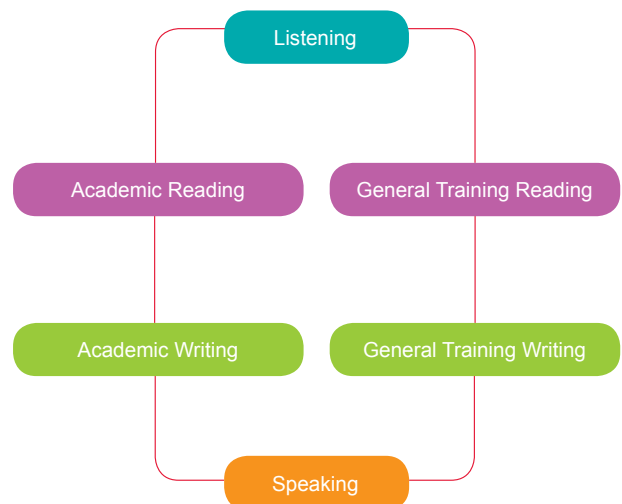 Listening
Academic Reading
General Training Reading
Academic Writing
General Training Writing
Speaking